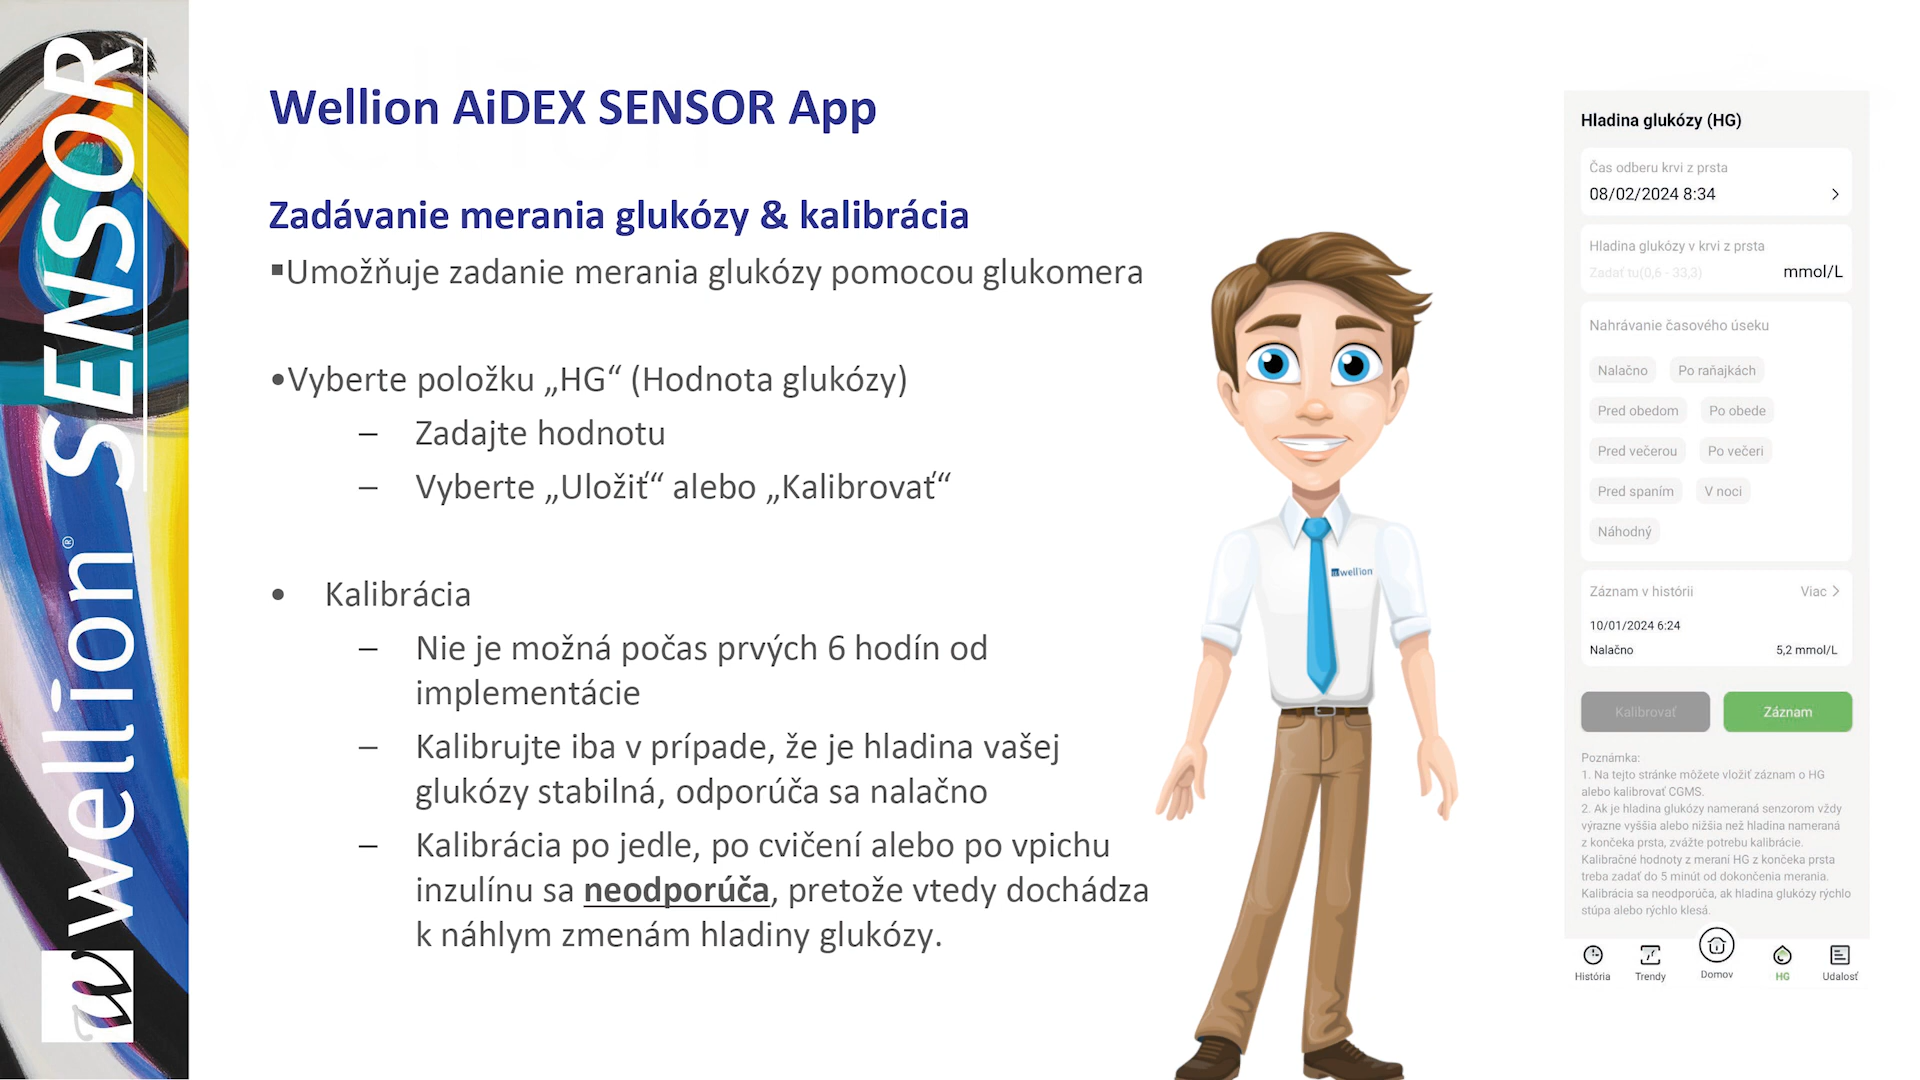 wellion® SENSOR
Wellion AiDEX SENSOR App
Zadávanie merania glukózy & kalibrácia
▪Umožňuje zadanie merania glukózy pomocou glukomera
•Vyberte položku „HG“ (Hodnota glukózy)
– Zadajte hodnotu
– Vyberte „Uložiť“ alebo „Kalibrovať“
• Kalibrácia
– Nie je možná počas prvých 6 hodín od
implementácie
– Kalibrujte iba v prípade, že je hladina vašej
glukózy stabilná, odporúča sa nalačno
– Kalibrácia po jedle, po cvičení alebo po vpichu
inzulínu sa neodporúča, pretože vtedy dochádza
k náhlym zmenám hladiny glukózy.
wellion
Hladina glukózy (HG)
Čas odberu krvi z prsta
08/02/2024 8:34
Hladina glukózy v krvi z prsta
Zadať tu(0,6 - 33,3) mmol/L
Nahrávanie časového úseku
Nalačno Po raňajkách
Pred obedom Po obede
Pred večerou Po večeri
Pred spaním V noci
Náhodný
Záznam v histórii Viac
10/01/2024 6:24
Nalačno 5,2 mmol/L
Kalibrovať Záznam
Poznámka:
1. Na tejto stránke môžete vložiť záznam o HG
alebo kalibrovať CGMS.
2. Ak je hladina glukózy nameraná senzorom vždy
výrazne vyššia alebo nižšia než hladina nameraná
z končeka prsta, zvážte potrebu kalibrácie.
Kalibračné hodnoty z meraní HG z končeka prsta
treba zadať do 5 minút od dokončenia merania.
Kalibrácia sa neodporúča, ak hladina glukózy rýchlo
stúpa alebo rýchlo klesá.
História Trendy Domov HG Udalosť